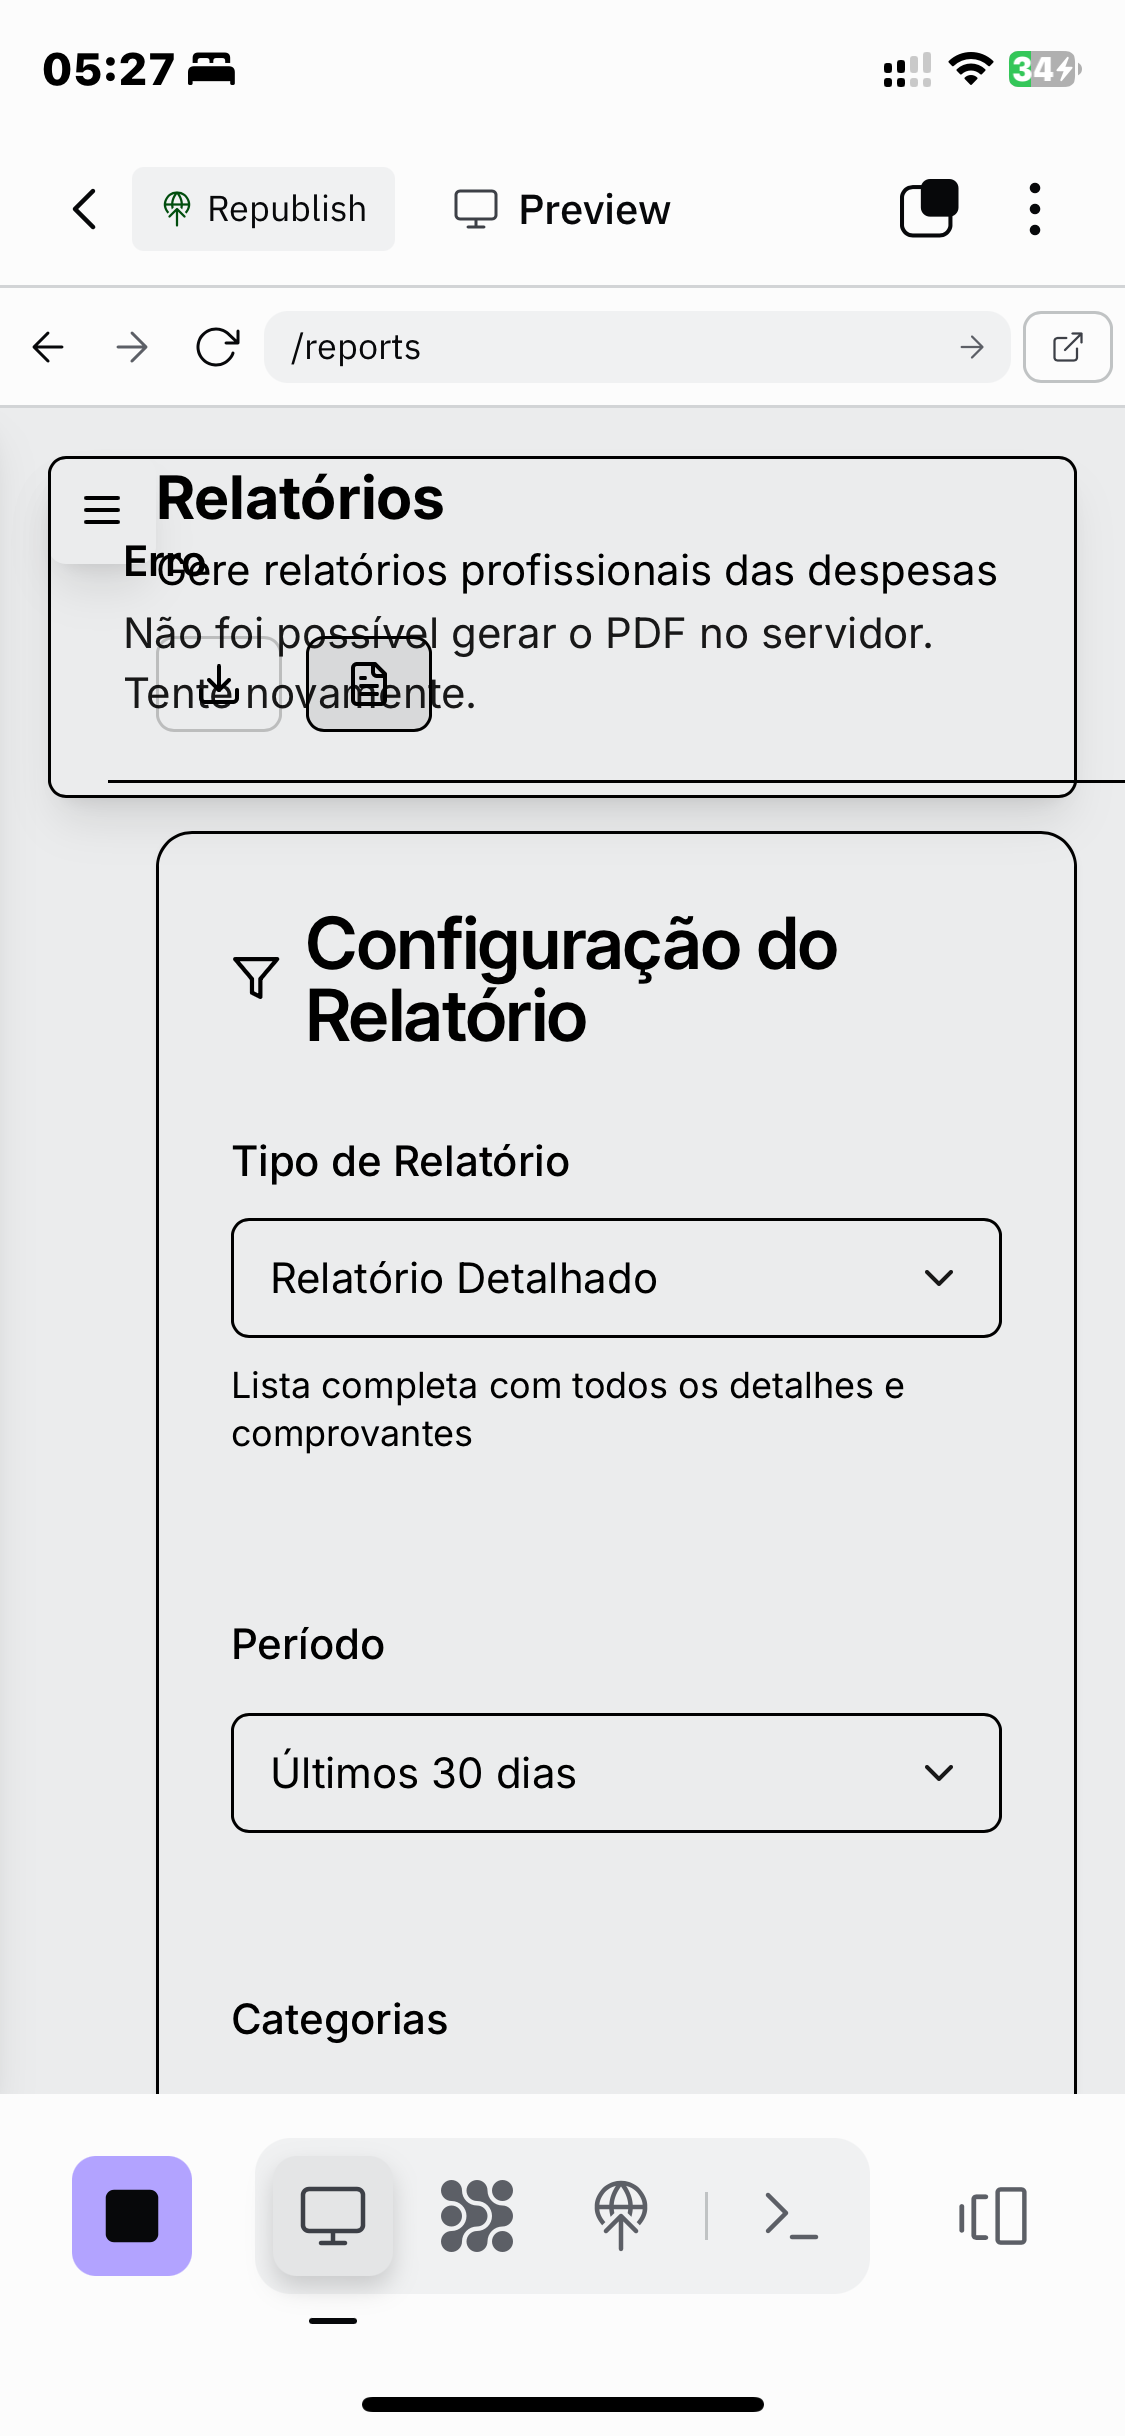 05:27
34
Republish
Preview
/reports
Relatórios
Erro
Gere relatórios profissionais das despesas
Não foi possível gerar o PDF no servidor.
Tente novamente.
Configuração do
Relatório
Tipo de Relatório
Relatório Detalhado
Lista completa com todos os detalhes e
comprovantes
Período
Últimos 30 dias
Categorias